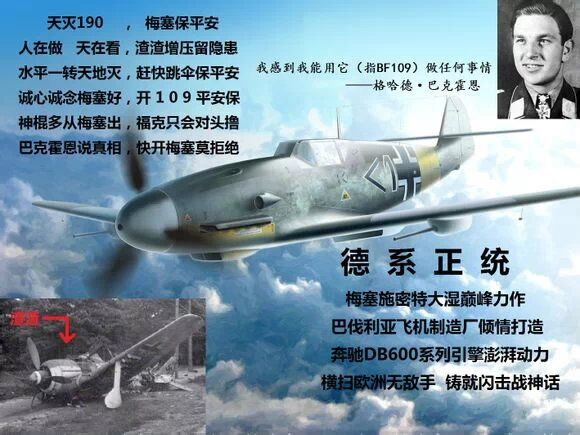 天灭190 ， 梅塞保平安
人在做 天在看，渣渣增压留隐患
水平一转天地灭，赶快跳伞保平安
诚心诚念梅塞好，开109平安保
神棍多从梅塞出，福克只会对头撸
巴克霍恩说真相，快开梅塞莫拒绝
我感到我能用它（指BF109）做任何事情
——格哈德·巴克霍恩
德系正统
梅塞施密特大湿巅峰力作
巴伐利亚飞机制造厂倾情打造
奔驰DB600系列引擎澎湃动力
横扫欧洲无敌手 铸就闪击战神话
渣渣